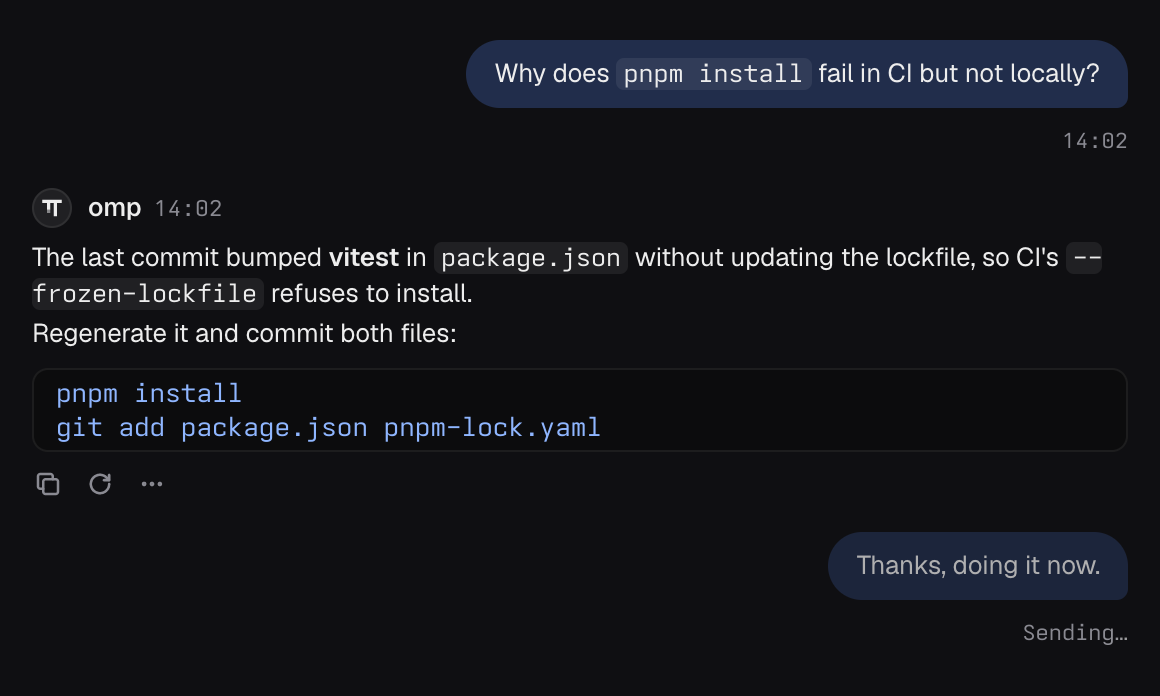 Why does pnpm install fail in CI but not locally?
14:02
omp 14:02
The last commit bumped vitest in package.json without updating the lockfile, so CI's --
frozen-lockfile refuses to install.
Regenerate it and commit both files:
pnpm install
git add package.json pnpm-lock.yaml
Thanks, doing it now.
Sending…